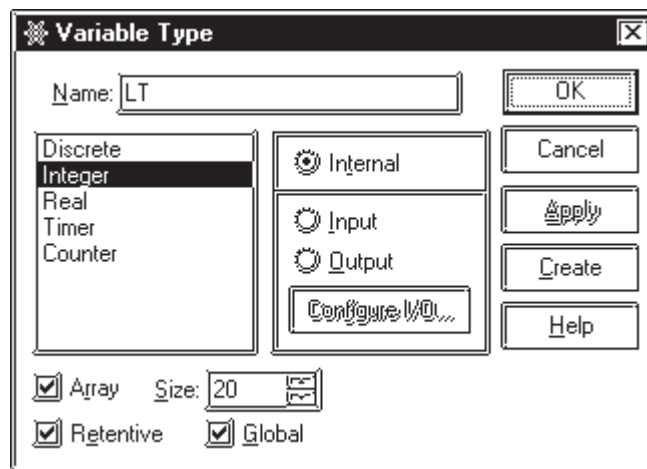 Variable Type
Name: LT
OK
Discrete
Integer
Real
Timer
Counter
Internal
Input
Output
Configure I/O...
Cancel
Apply
Create
Help
Array Size: 20
Retentive Global